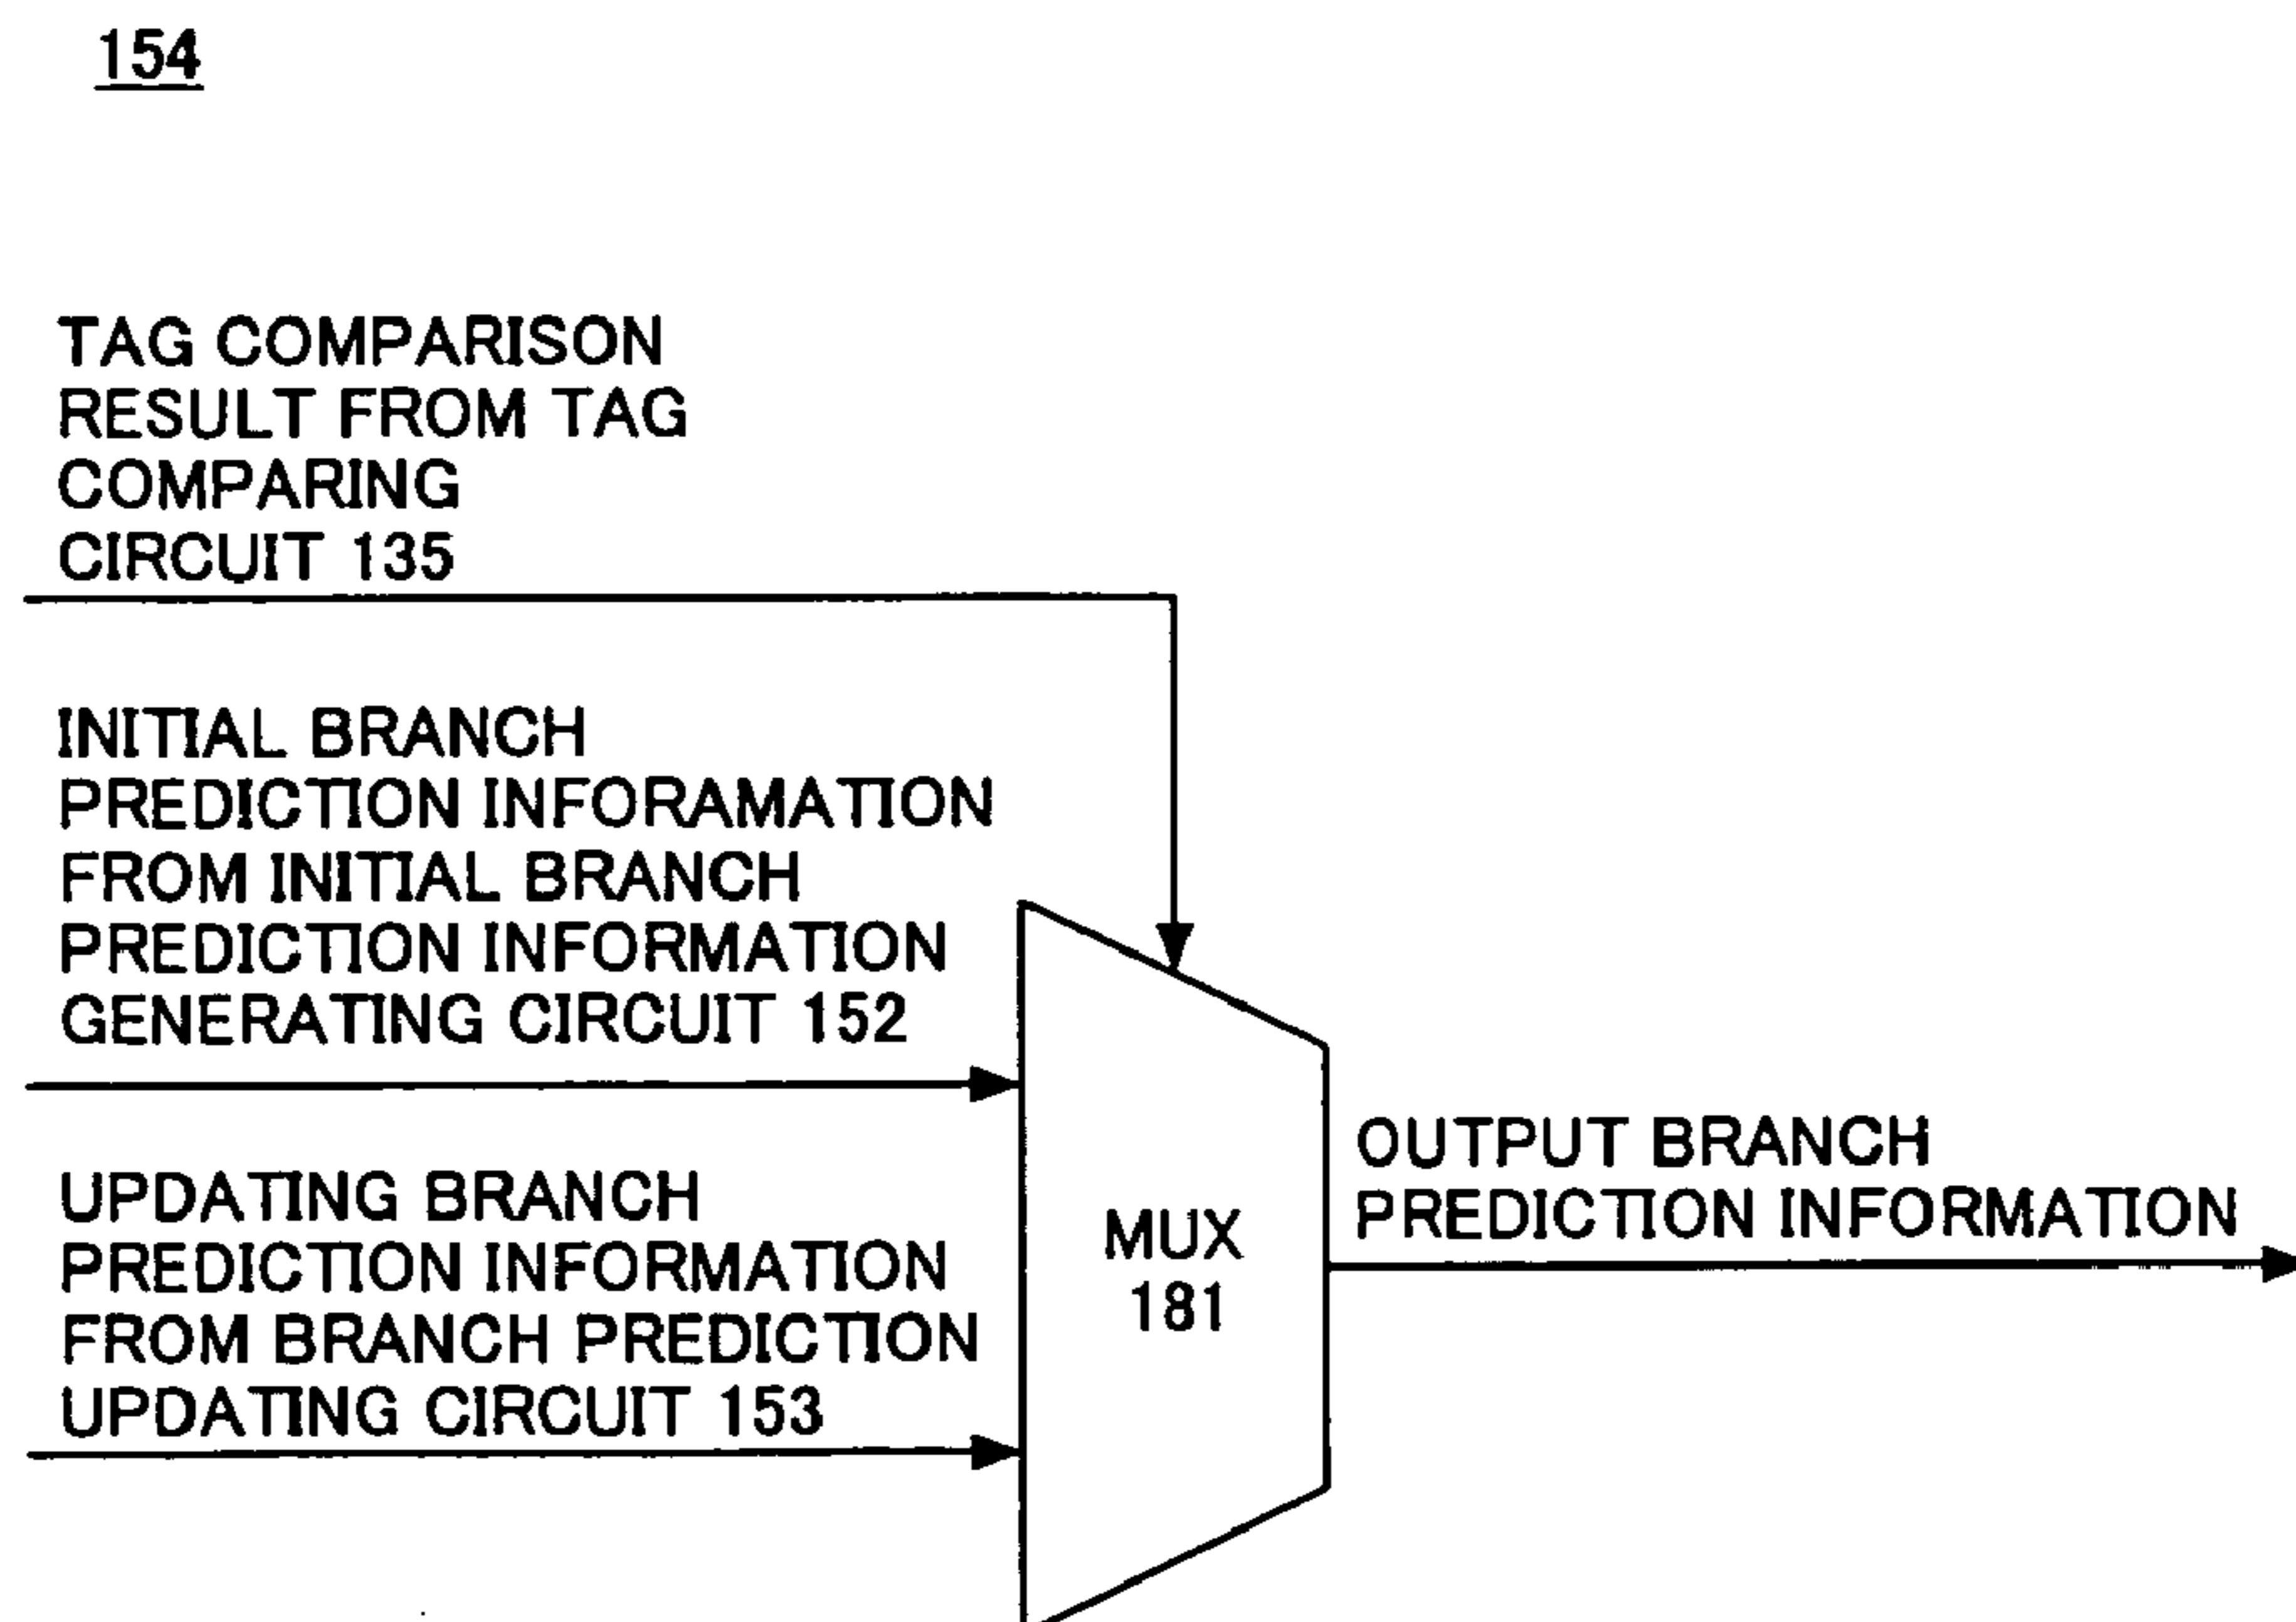 154
TAG COMPARISON
RESULT FROM TAG
COMPARING
CIRCUIT 135
INITIAL BRANCH
PREDICTION INFORAMATION
FROM INITIAL BRANCH
PREDICTION INFORMATION
GENERATING CIRCUIT 152
UPDATING BRANCH
PREDICTION INFORMATION
FROM BRANCH PREDICTION
UPDATING CIRCUIT 153
MUX
181
OUTPUT BRANCH
PREDICTION INFORMATION